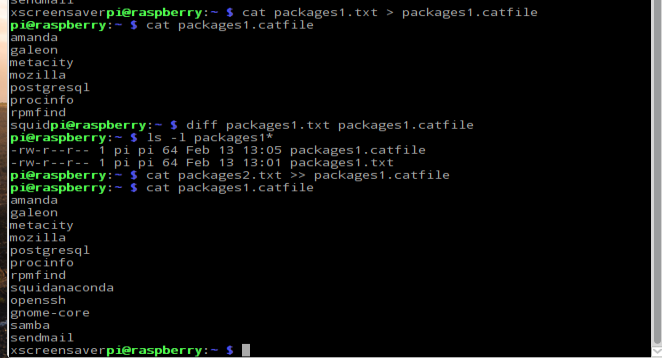 sendmail
xscreensaverpi@raspberry:~ $ cat packages1.txt > packages1.catfile
pi@raspberry:~ $ cat packages1.catfile
amanda
galeon
metacity
mozilla
postgresql
procinfo
rpmfind
squidpi@raspberry:~ $ diff packages1.txt packages1.catfile
pi@raspberry:~ $ ls -l packages1*
-rw-r--r-- 1 pi pi 64 Feb 13 13:05 packages1.catfile
-rw-r--r-- 1 pi pi 64 Feb 13 13:01 packages1.txt
pi@raspberry:~ $ cat packages2.txt >> packages1.catfile
pi@raspberry:~ $ cat packages1.catfile
amanda
galeon
metacity
mozilla
postgresql
procinfo
rpmfind
squidanaconda
openssh
gnome-core
samba
sendmail
xscreensaverpi@raspberry:~ $